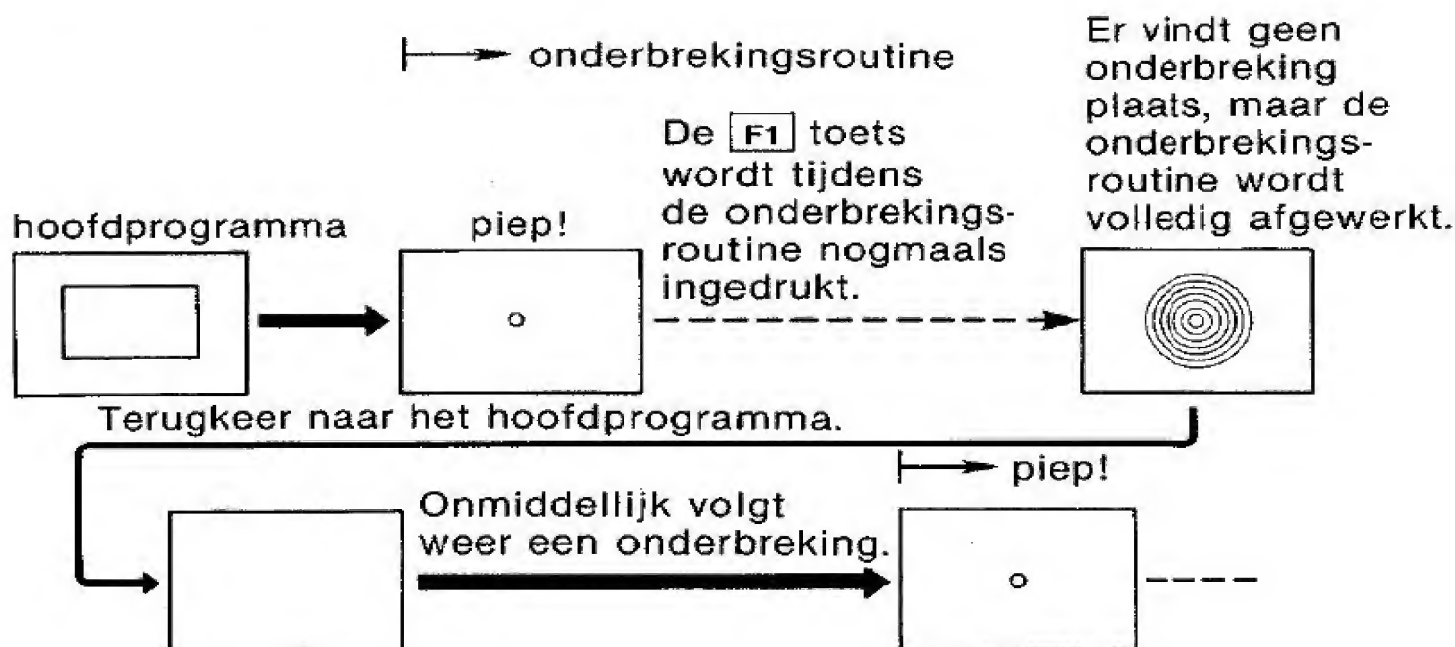 onderbrekingsroutine
Er vindt geen
onderbreking
plaats, maar de
onderbrekings-
routine wordt
volledig afgewerkt.
De F1 toets
wordt tijdens
de onderbrekings-
routine nogmaals
ingedrukt.
hoofdprogramma
piep!
Terugkeer naar het hoofdprogramma.
piep!
Onmiddellijk volgt
weer een onderbreking.